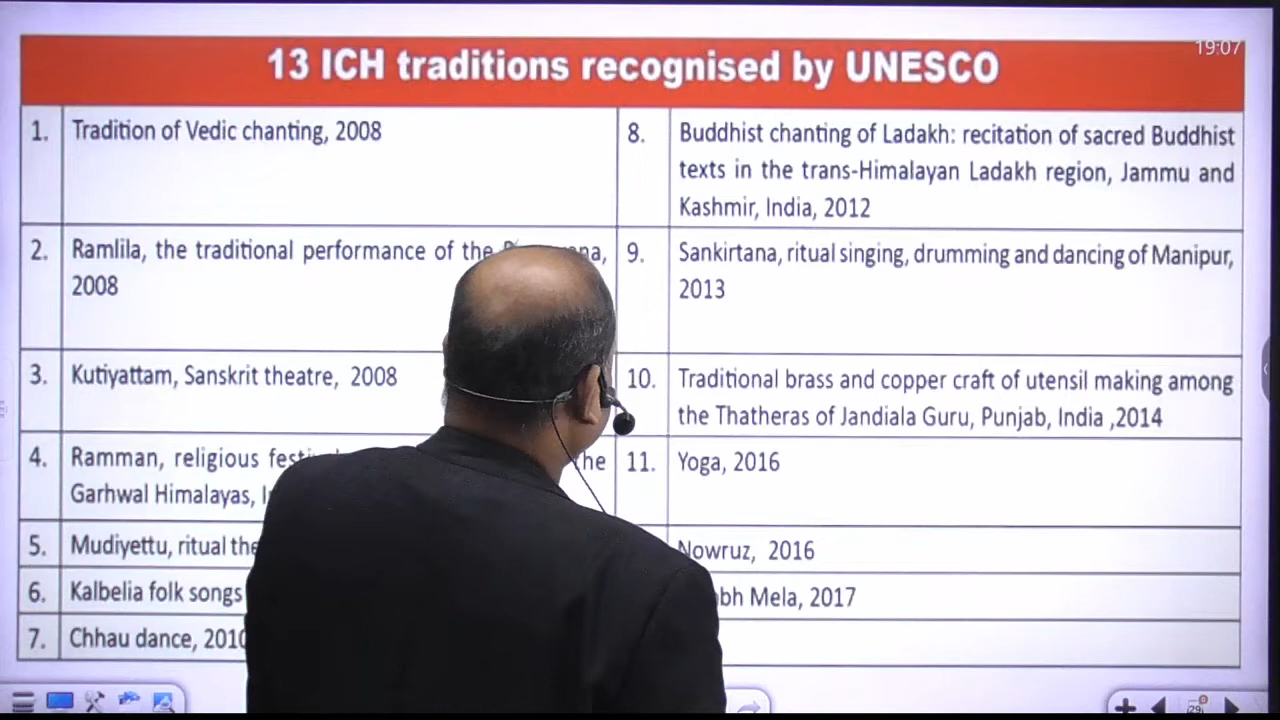 13 ICH traditions recognised by UNESCO
19:07
1. Tradition of Vedic chanting, 2008
2. Ramlila, the traditional performance of the
2008
3. Kutiyattam, Sanskrit theatre, 2008
4. Ramman, religious
Garhwal Himalayas,
5. Mudiyettu, ritual
6. Kalbelia folk songs
7. Chhau dance, 2010
8. Buddhist chanting of Ladakh: recitation of sacred Buddhist
texts in the trans-Himalayan Ladakh region, Jammu and
Kashmir, India, 2012
9. Sankirtana, ritual singing, drumming and dancing of Manipur,
2013
10. Traditional brass and copper craft of utensil making among
the Thatheras of Jandiala Guru, Punjab, India ,2014
11. Yoga, 2016
Nowruz, 2016
Mela, 2017
29